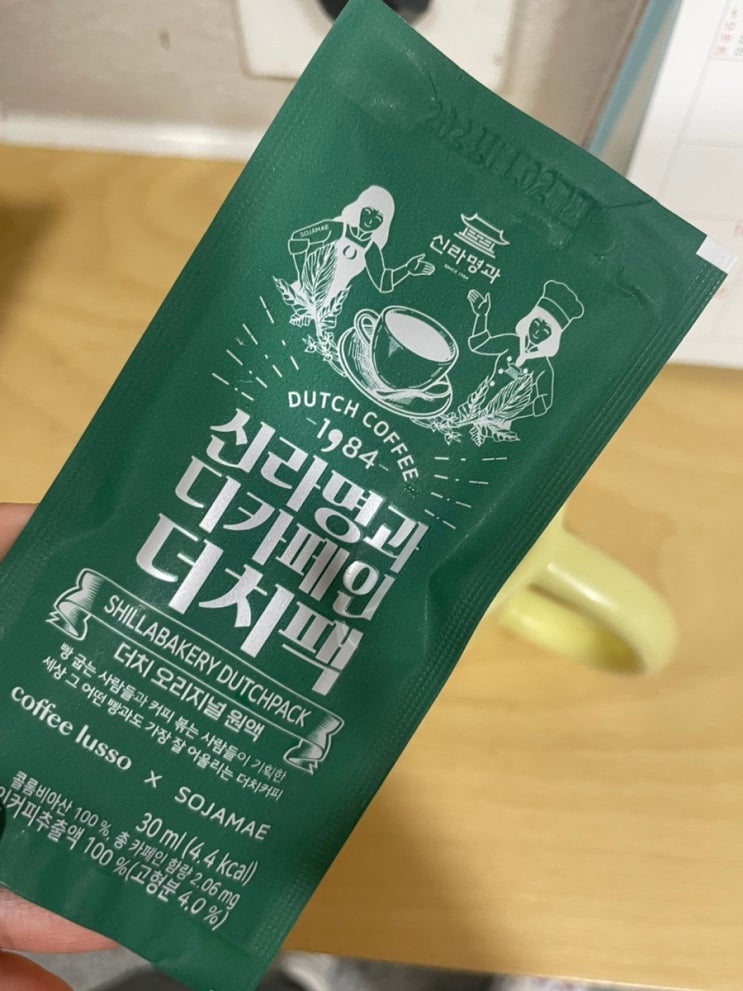 SOJAMAE
신라명과
SINCE 1984
DUTCH COFFEE
1984
신라명과
디카페인
더치팩
SHILLABAKERY DUTCHPACK
더치 오리지널 원액
빵 굽는 사람들과 커피 볶는 사람들이 기획한
세상 그 어떤 빵과도 가장 잘 어울리는 더치커피
coffee lusso X SOJAMAE
30 ml (4.4 kcal)
콜롬비아산 100 %, 총 카페인 함량 2.06 mg
커피추출액 100 %(고형분 4.0 %)